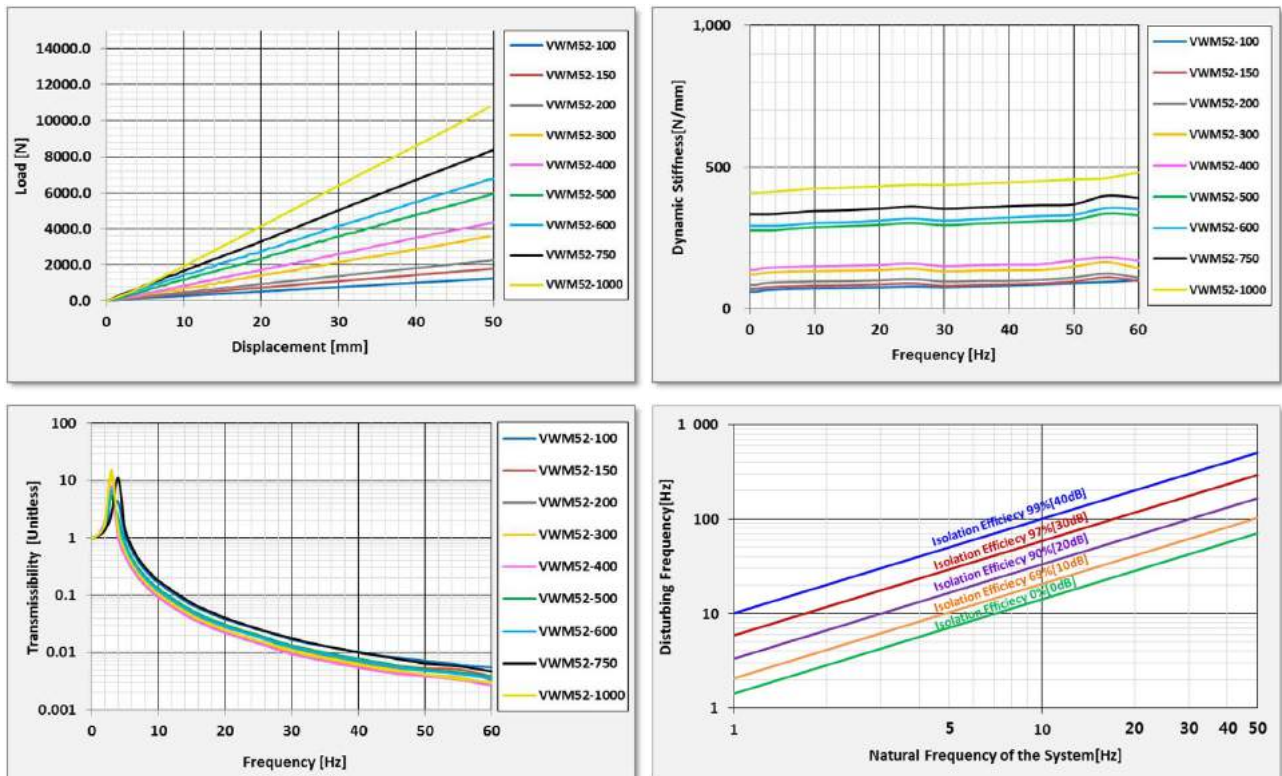 14000.0
12000.0
10000.0
8000.0
6000.0
4000.0
2000.0
0.0
Load [N]
0 10 20 30 40 50
Displacement [mm]
VWM52-100
VWM52-150
VWM52-200
VWM52-300
VWM52-400
VWM52-500
VWM52-600
VWM52-750
VWM52-1000
1,000
500
0
Dynamic Stiffness[N/mm]
0 10 20 30 40 50 60
Frequency [Hz]
VWM52-100
VWM52-150
VWM52-200
VWM52-300
VWM52-400
VWM52-500
VWM52-600
VWM52-750
VWM52-1000
100
10
1
0.1
0.01
0.001
Transmissibility [Unitless]
0 10 20 30 40 50 60
Frequency [Hz]
VWM52-100
VWM52-150
VWM52-200
VWM52-300
VWM52-400
VWM52-500
VWM52-600
VWM52-750
VWM52-1000
1 000
100
10
1
Disturbing Frequency[Hz]
Isolation Efficiecy 99%[40dB]
Isolation Efficiecy 97%[30dB]
Isolation Efficiecy 90%[20dB]
Isolation Efficiecy 69%[10dB]
Isolation Efficiecy 0%[0dB]
1 5 10 20 30 50
Natural Frequency of the System[Hz]